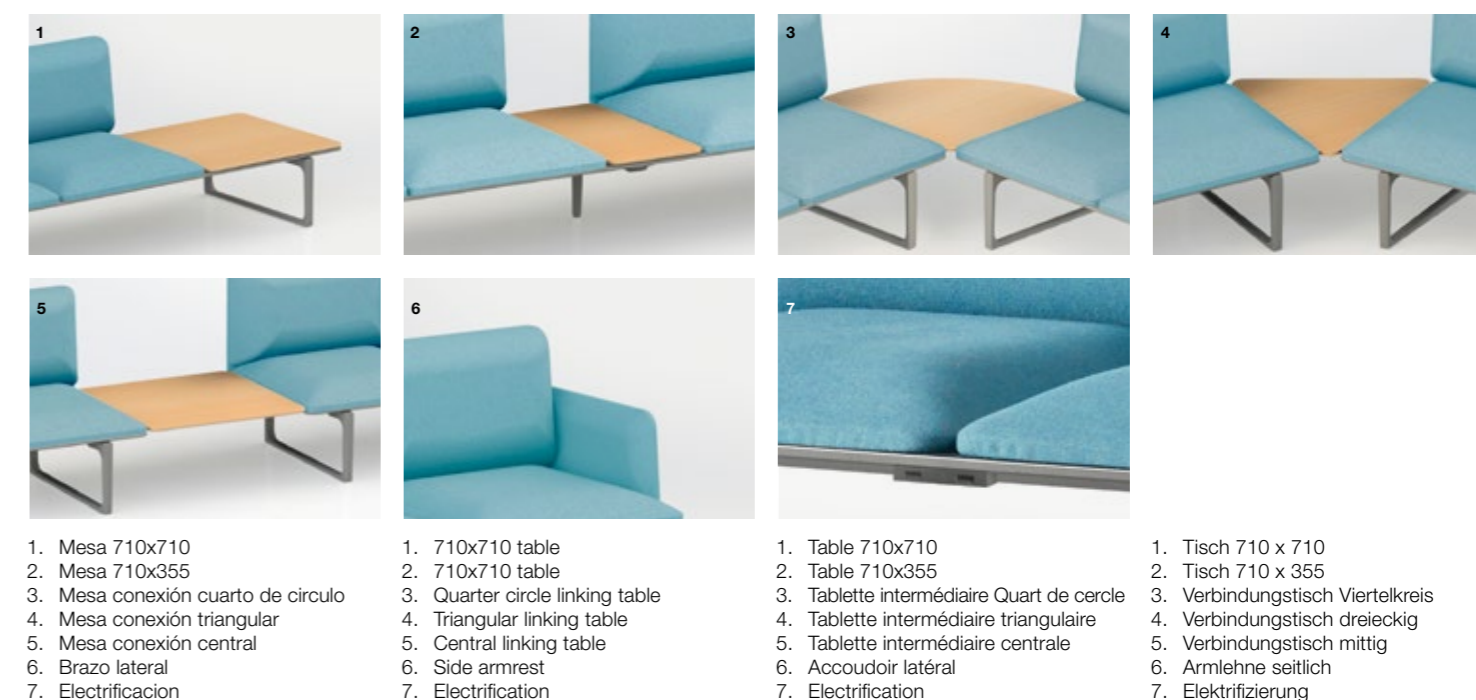 1
2
3
4
5
6
7
1. Mesa 710x710
2. Mesa 710x355
3. Mesa conexión cuarto de circulo
4. Mesa conexión triangular
5. Mesa conexión central
6. Brazo lateral
7. Electrificacion
1. 710x710 table
2. 710x710 table
3. Quarter circle linking table
4. Triangular linking table
5. Central linking table
6. Side armrest
7. Electrification
1. Table 710x710
2. Table 710x355
3. Tablette intermédiaire Quart de cercle
4. Tablette intermédiaire triangulaire
5. Tablette intermédiaire centrale
6. Accoudoir latéral
7. Electrification
1. Tisch 710 x 710
2. Tisch 710 x 355
3. Verbindungstisch Viertelkreis
4. Verbindungstisch dreieckig
5. Verbindungstisch mittig
6. Armlehne seitlich
7. Elektrifizierung